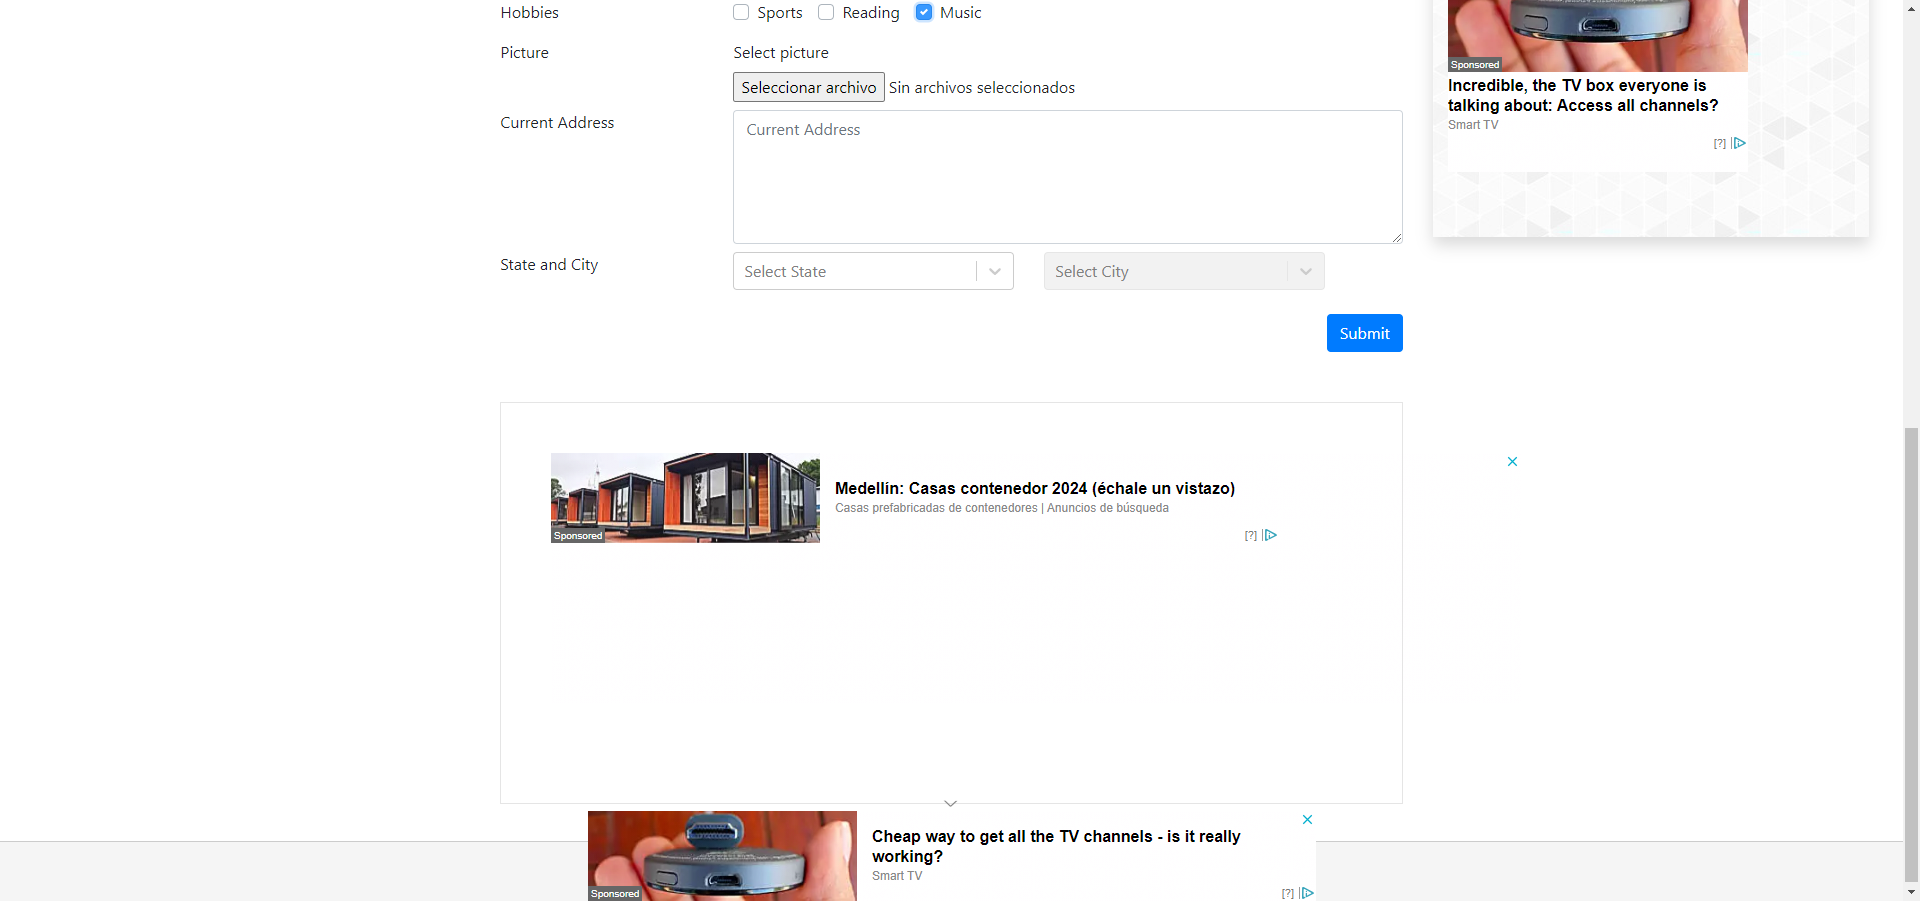 Hobbies
Sports
Reading
Music
Picture
Select picture
Seleccionar archivo Sin archivos seleccionados
Current Address
Current Address
State and City
Select State
Select City
Submit
Sponsored
Incredible, the TV box everyone is
talking about: Access all channels?
Smart TV
[?]
Sponsored
Medellín: Casas contenedor 2024 (échale un vistazo)
Casas prefabricadas de contenedores | Anuncios de búsqueda
[?]
Sponsored
Cheap way to get all the TV channels - is it really
working?
Smart TV
[?]